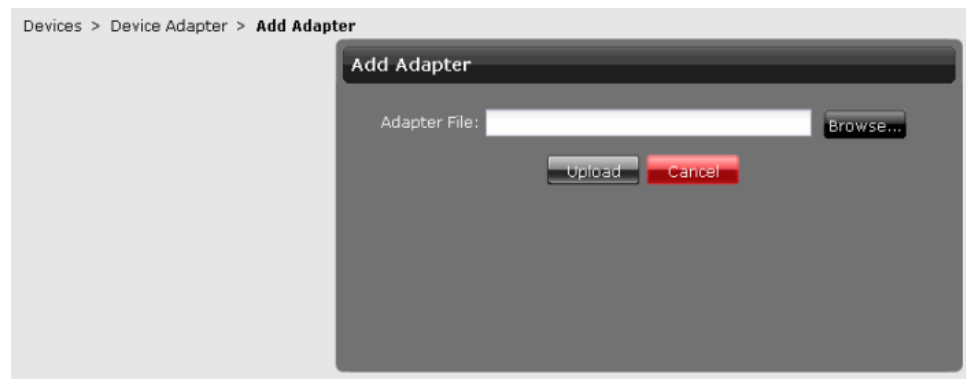 Devices > Device Adapter > Add Adapter
Add Adapter
Adapter File: Browse...
Upload Cancel